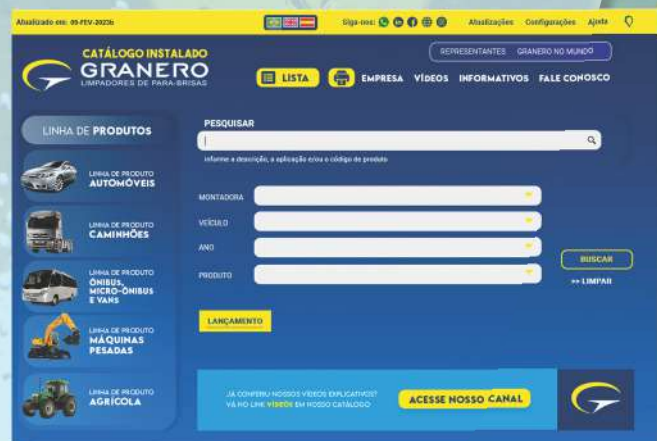 Atualizado em: 09-FEV-2023b
Siga-nos:
Atualizações Configurações Ajuda
CATÁLOGO INSTALADO
GRANERO
LIMPADORES DE PARA-BRISAS
REPRESENTANTES GRANERO NO MUNDO
LISTA
EMPRESA VÍDEOS INFORMATIVOS FALE CONOSCO
LINHA DE PRODUTOS
LINHA DE PRODUTO
AUTOMÓVEIS
LINHA DE PRODUTO
CAMINHÕES
LINHA DE PRODUTO
ÔNIBUS,
MICRO-ÔNIBUS
E VANS
LINHA DE PRODUTO
MÁQUINAS
PESADAS
LINHA DE PRODUTO
AGRÍCOLA
PESQUISAR
Informe a descrição, a aplicação e/ou o código de produto
MONTADORA
VEÍCULO
ANO
PRODUTO
BUSCAR
>> LIMPAR
LANÇAMENTO
JÁ CONFERIU NOSSOS VÍDEOS EXPLICATIVOS?
VÁ NO LINK VÍDEOS EM NOSSO CATÁLOGO
ACESSE NOSSO CANAL